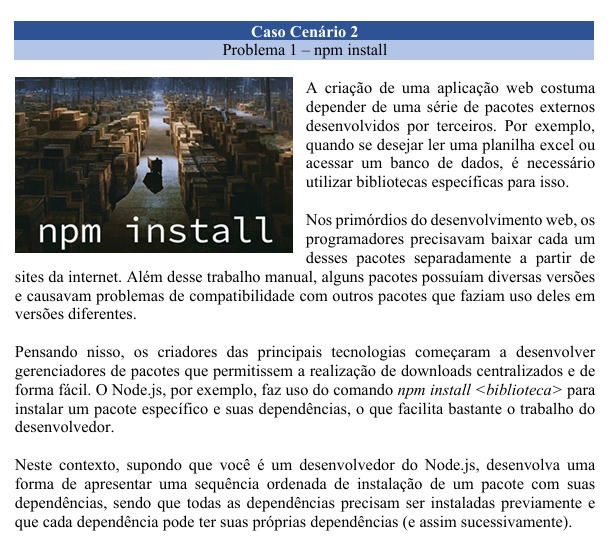 Caso Cenário 2
Problema 1 – npm install
npm install
A criação de uma aplicação web costuma
depender de uma série de pacotes externos
desenvolvidos por terceiros. Por exemplo,
quando se desejar ler uma planilha excel ou
acessar um banco de dados, é necessário
utilizar bibliotecas específicas para isso.
Nos primórdios do desenvolvimento web, os
programadores precisavam baixar cada um
desses pacotes separadamente a partir de
sites da internet. Além desse trabalho manual, alguns pacotes possuíam diversas versões
e causavam problemas de compatibilidade com outros pacotes que faziam uso deles em
versões diferentes.
Pensando nisso, os criadores das principais tecnologias começaram a desenvolver
gerenciadores de pacotes que permitissem a realização de downloads centralizados e de
forma fácil. O Node.js, por exemplo, faz uso do comando npm install <biblioteca> para
instalar um pacote específico e suas dependências, o que facilita bastante o trabalho do
desenvolvedor.
Neste contexto, supondo que você é um desenvolvedor do Node.js, desenvolva uma
forma de apresentar uma sequência ordenada de instalação de um pacote com suas
dependências, sendo que todas as dependências precisam ser instaladas previamente e
que cada dependência pode ter suas próprias dependências (e assim sucessivamente).